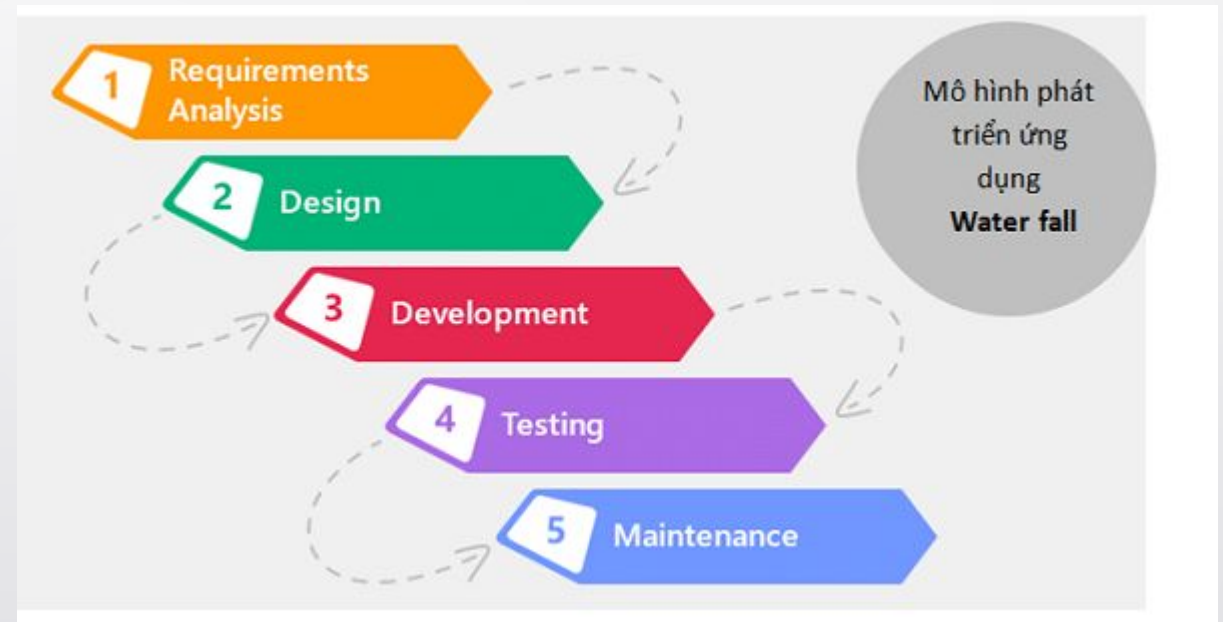 1
Requirements
Analysis
2
Design
3
Development
4
Testing
5
Maintenance
Mô hình phát
triển ứng
dụng
Water fall